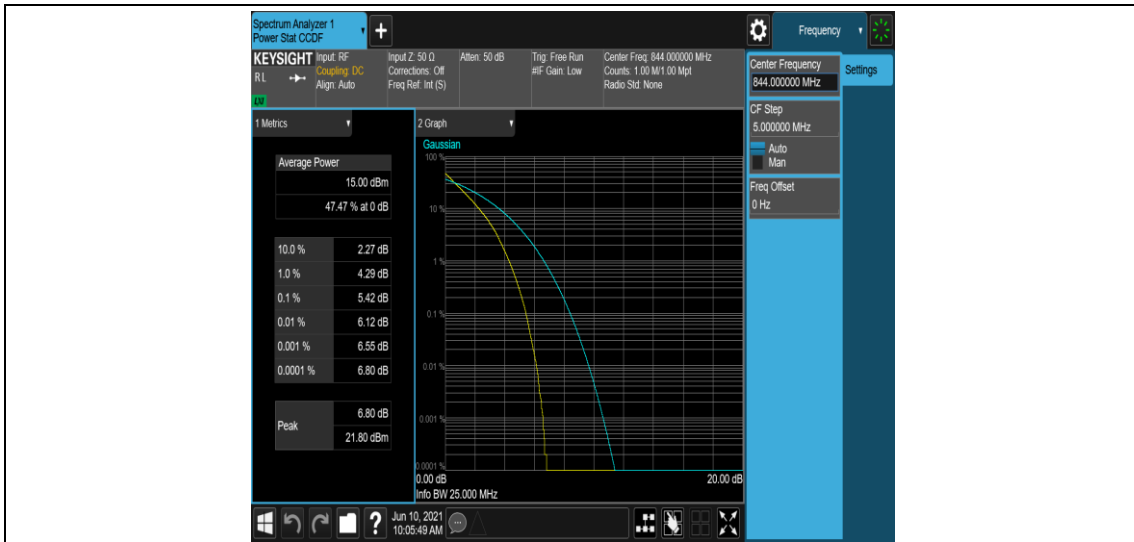 Spectrum Analyzer 1
Power Stat CCDF
+
Frequency
KEYSIGHT
RL
LXI
Input: RF
Coupling: DC
Align: Auto
Input Z: 50 Ω
Corrections: Off
Freq Ref: Int (S)
Atten: 50 dB
Trig: Free Run
#IF Gain: Low
Center Freq: 844.000000 MHz
Counts: 1.00 M/1.00 Mpt
Radio Std: None
Center Frequency
844.000000 MHz
Settings
CF Step
5.000000 MHz
Auto
Man
Freq Offset
0 Hz
1 Metrics
Average Power
15.00 dBm
47.47 % at 0 dB
10.0 % 2.27 dB
1.0 % 4.29 dB
0.1 % 5.42 dB
0.01 % 6.12 dB
0.001 % 6.55 dB
0.0001 % 6.80 dB
Peak
6.80 dB
21.80 dBm
2 Graph
Gaussian
100 %
10 %
1 %
0.1 %
0.01 %
0.001 %
0.0001 %
0.00 dB 20.00 dB
Info BW 25.000 MHz
?
Jun 10, 2021
10:05:49 AM